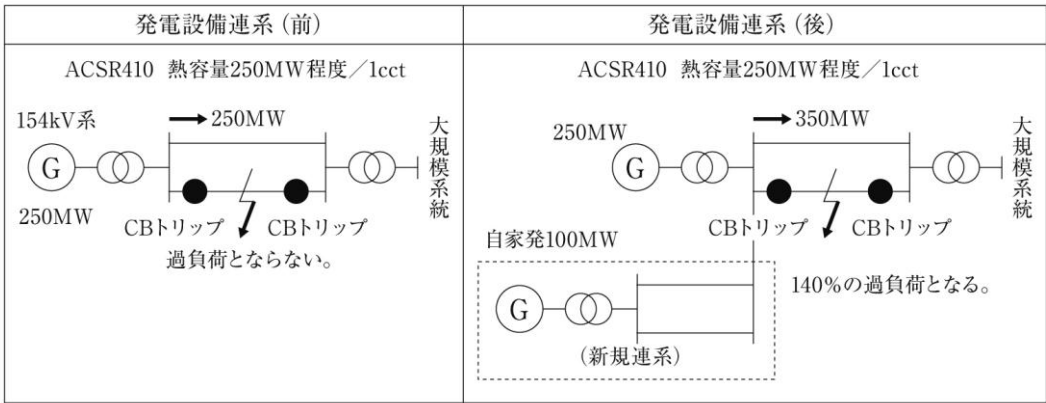 発電設備連系（前）
ACSR410 熱容量250MW程度／1cct
154kV系
250MW
G
250MW
CBトリップ
CBトリップ
過負荷とならない。
大規模系統
発電設備連系（後）
ACSR410 熱容量250MW程度／1cct
250MW
350MW
G
CBトリップ
CBトリップ
大規模系統
自家発100MW
140%の過負荷となる。
G
（新規連系）